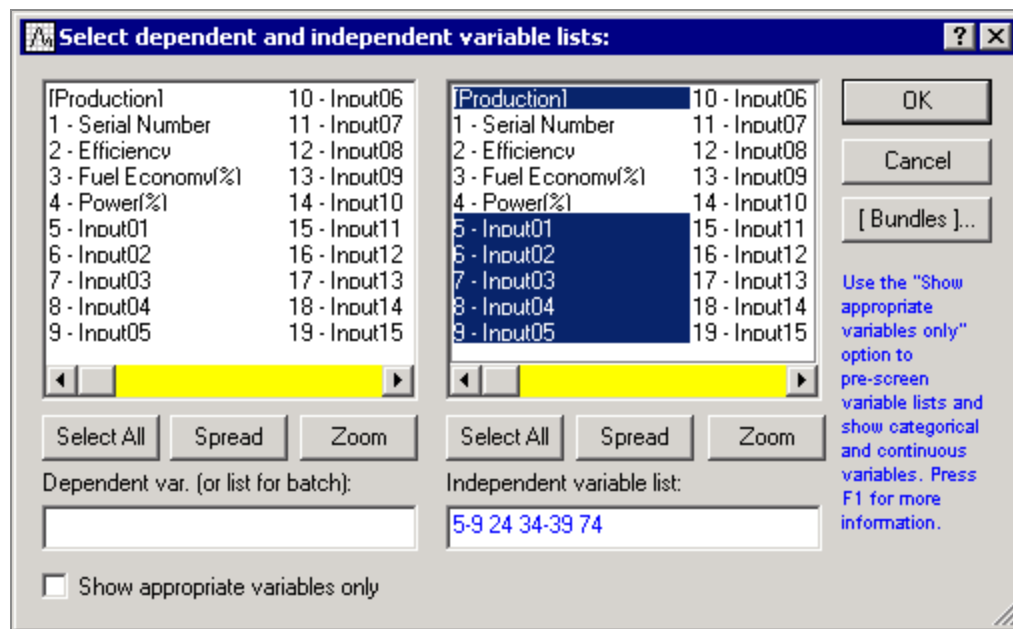 Select dependent and independent variable lists:
[Production] 10 - Input06
1 - Serial Number 11 - Input07
2 - Efficiency 12 - Input08
3 - Fuel Economy(%) 13 - Input09
4 - Power(%) 14 - Input10
5 - Input01 15 - Input11
6 - Input02 16 - Input12
7 - Input03 17 - Input13
8 - Input04 18 - Input14
9 - Input05 19 - Input15
Select All Spread Zoom
Dependent var. (or list for batch):
Show appropriate variables only
[Production] 10 - Input06
1 - Serial Number 11 - Input07
2 - Efficiency 12 - Input08
3 - Fuel Economy(%) 13 - Input09
4 - Power(%) 14 - Input10
5 - Input01 15 - Input11
6 - Input02 16 - Input12
7 - Input03 17 - Input13
8 - Input04 18 - Input14
9 - Input05 19 - Input15
Select All Spread Zoom
Independent variable list:
5-9 24 34-39 74
OK
Cancel
[ Bundles ]...
Use the "Show
appropriate
variables only"
option to
pre-screen
variable lists and
show categorical
and continuous
variables. Press
F1 for more
information.